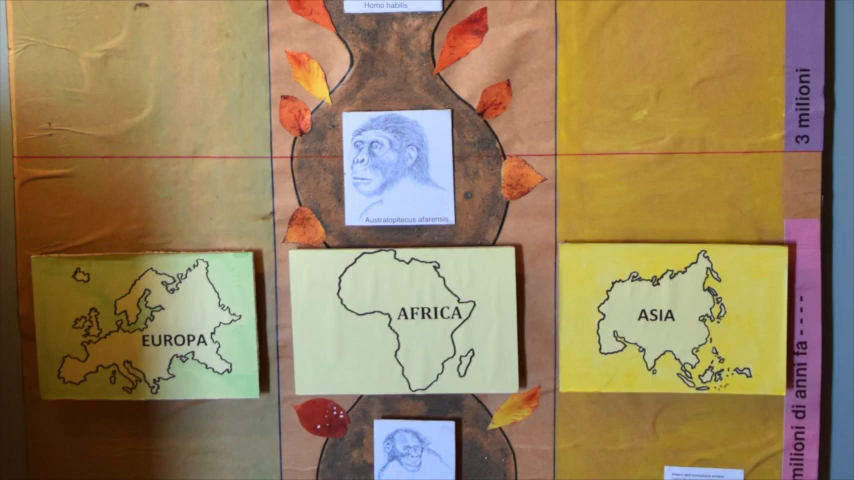 Homo habilis
3 milioni
Australopitecus afarensis
EUROPA
AFRICA
ASIA
milioni di anni fa - - - -